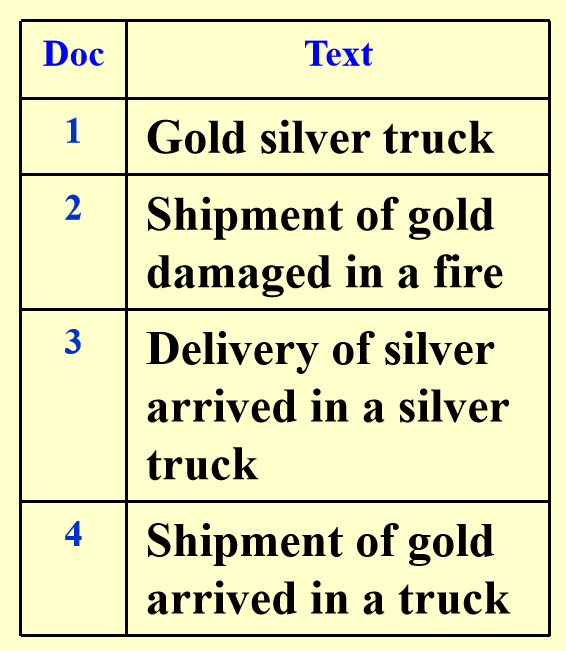 Doc Text
1 Gold silver truck
2 Shipment of gold
damaged in a fire
3 Delivery of silver
arrived in a silver
truck
4 Shipment of gold
arrived in a truck